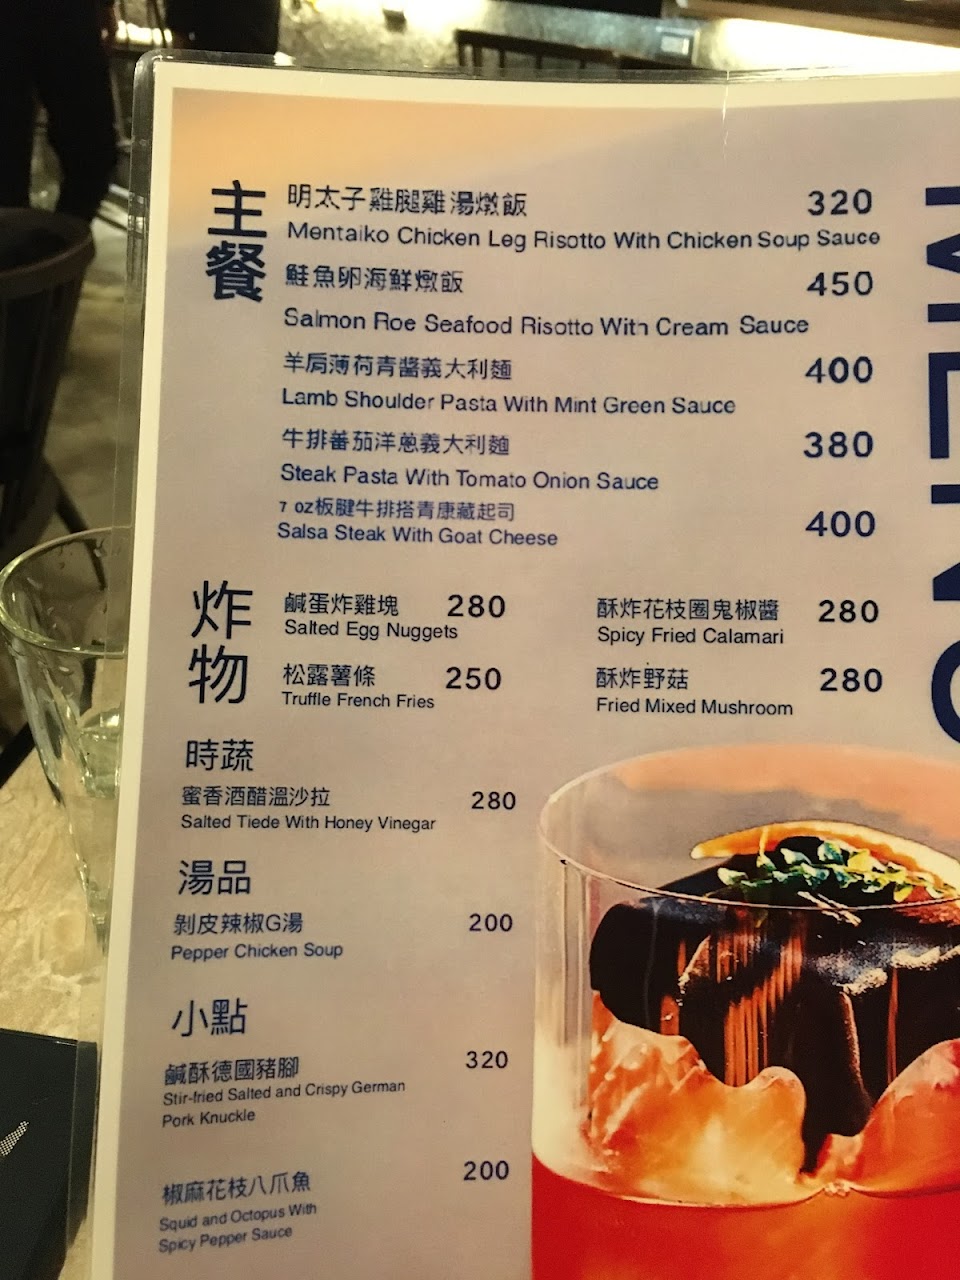 主餐
明太子雞腿雞湯燉飯 320
Mentaiko Chicken Leg Risotto With Chicken Soup Sauce
鮭魚卵海鮮燉飯 450
Salmon Roe Seafood Risotto With Cream Sauce
羊肩薄荷青醬義大利麵 400
Lamb Shoulder Pasta With Mint Green Sauce
牛排蕃茄洋蔥義大利麵 380
Steak Pasta With Tomato Onion Sauce
7 oz板腱牛排搭青康藏起司 400
Salsa Steak With Goat Cheese
炸物
鹹蛋炸雞塊 280
Salted Egg Nuggets
松露薯條 250
Truffle French Fries
酥炸花枝圈鬼椒醬 280
Spicy Fried Calamari
酥炸野菇 280
Fried Mixed Mushroom
時蔬
蜜香酒醋溫沙拉 280
Salted Tiede With Honey Vinegar
湯品
剝皮辣椒G湯 200
Pepper Chicken Soup
小點
鹹酥德國豬腳 320
Stir-fried Salted and Crispy German
Pork Knuckle
椒麻花枝八爪魚 200
Squid and Octopus With
Spicy Pepper Sauce